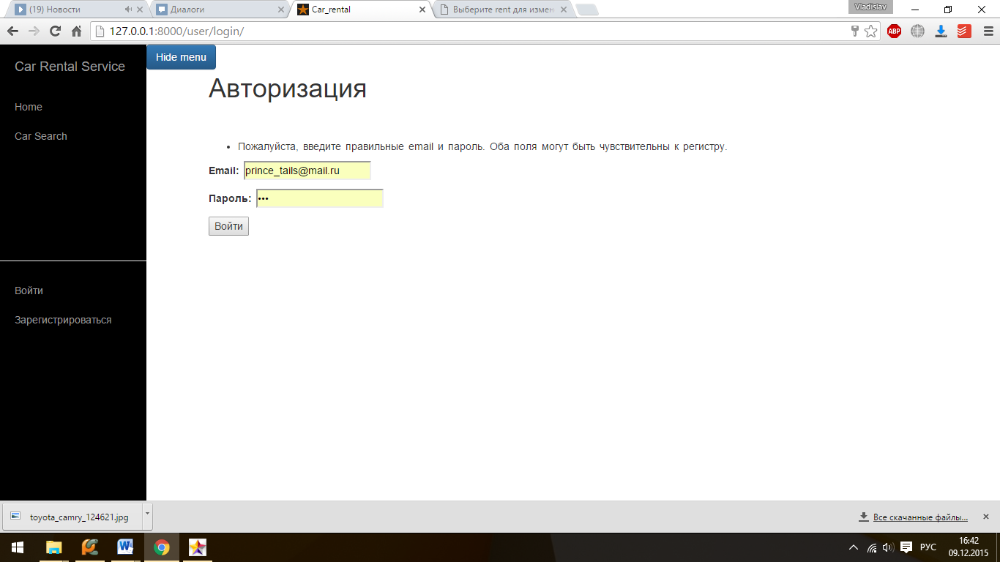 (19) Новости
Диалоги
Car_rental
Выберите rent для измен
Vladislav
127.0.0.1:8000/user/login/
ABP
Car Rental Service
Hide menu
Авторизация
Home
Car Search
Пожалуйста, введите правильные email и пароль. Оба поля могут быть чувствительны к регистру.
Email: prince_tails@mail.ru
Пароль: •••
Войти
Войти
Зарегистрироваться
toyota_camry_124621.jpg
Все скачанные файлы...
РУС
16:42
09.12.2015